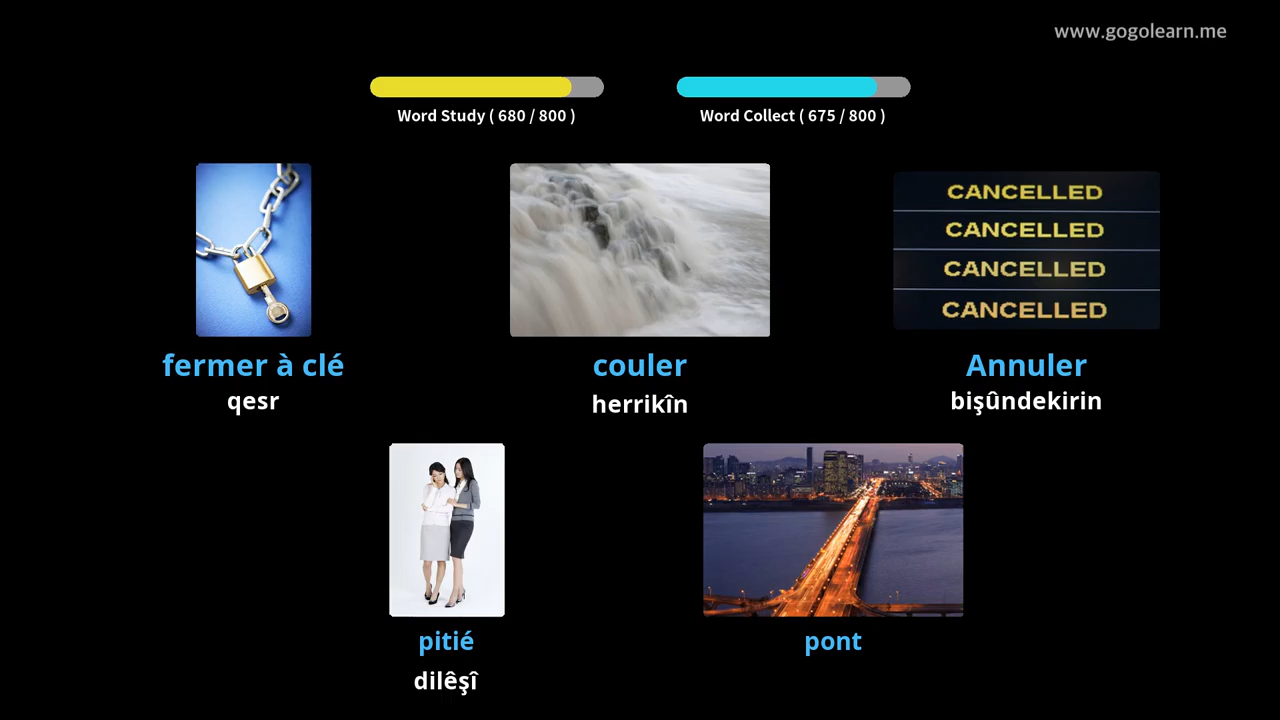 www.gogolearn.me
Word Study ( 680 / 800 )
Word Collect ( 675 / 800 )
CANCELLED
CANCELLED
CANCELLED
CANCELLED
fermer à clé
qesr
couler
herrikîn
Annuler
bişûndekirin
pitié
dilêşî
pont